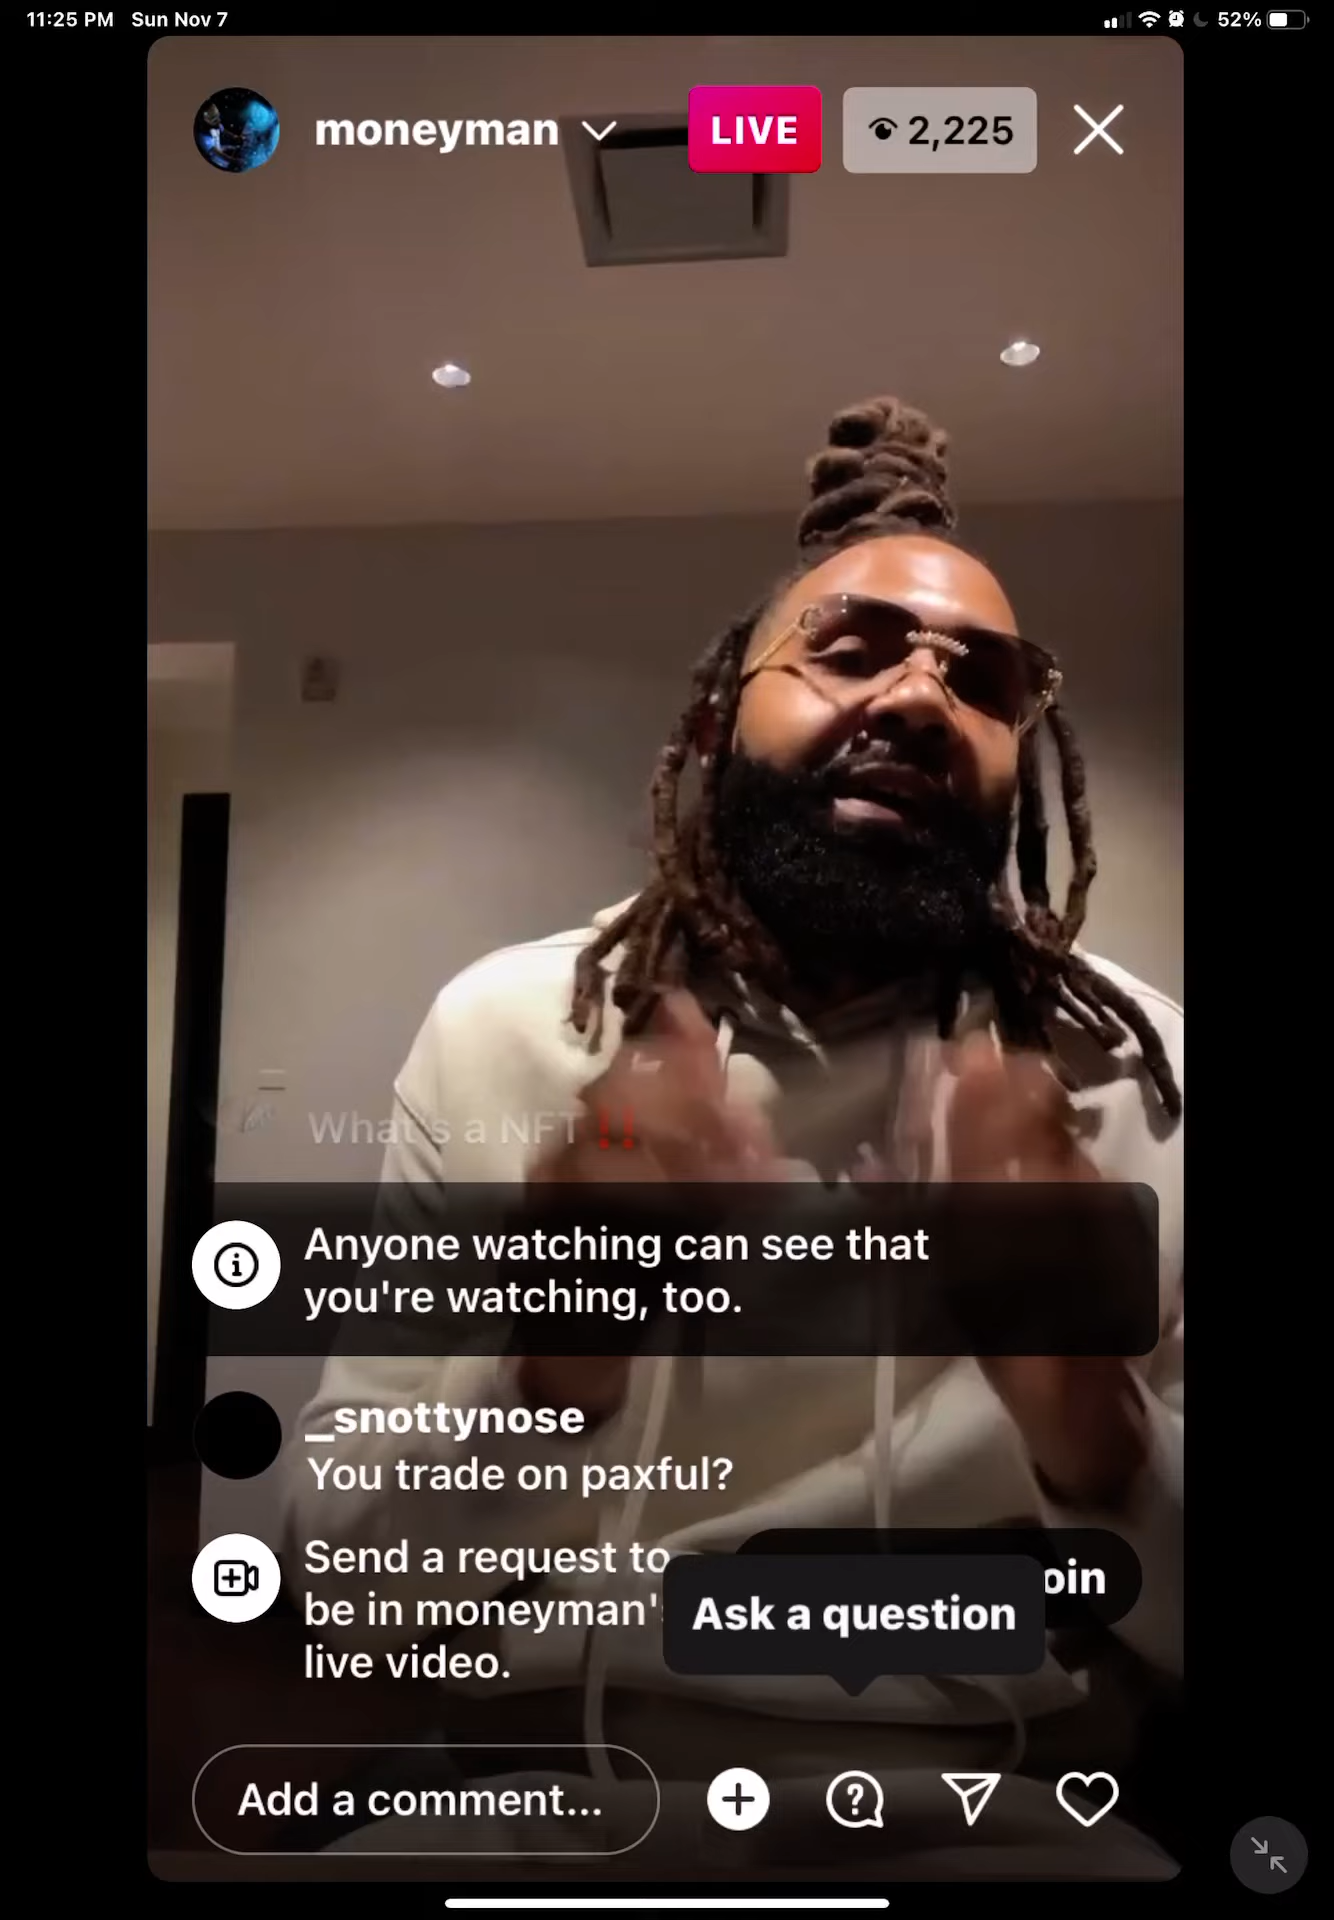 11:25 PM Sun Nov 7
52%
moneyman
LIVE
2,225
What's a NFT ‼️
Anyone watching can see that
you're watching, too.
_snottynose
You trade on paxful?
Send a request to
be in moneyman'
live video.
oin
Ask a question
Add a comment...